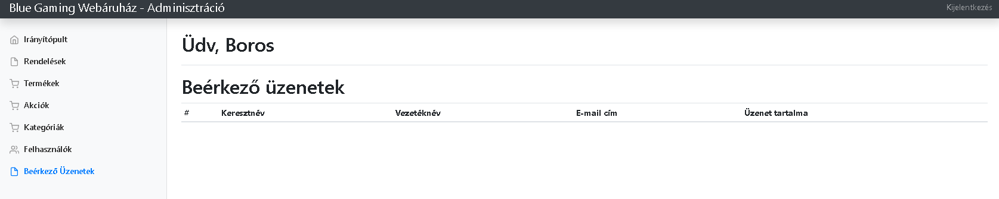 Blue Gaming Webáruház - Adminisztráció
Kijelentkezés
Irányítópult
Rendelések
Termékek
Akciók
Kategóriák
Felhasználók
Beérkező Üzenetek
Üdv, Boros
Beérkező üzenetek
# Keresztnév Vezetéknév E-mail cím Üzenet tartalma